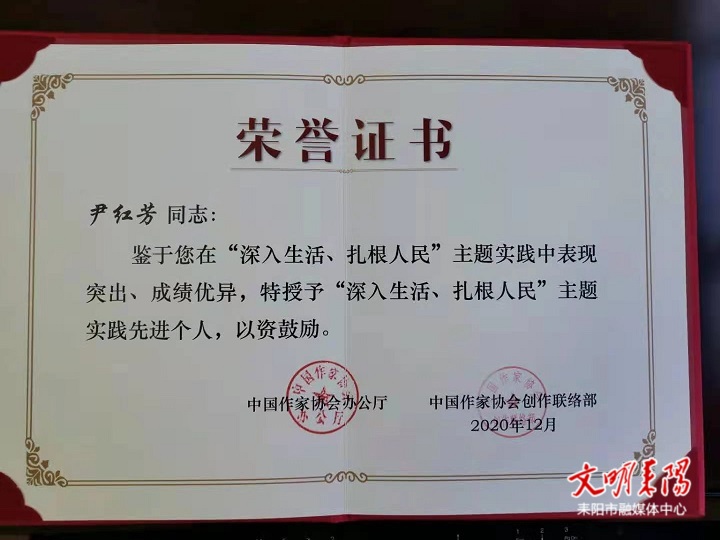 荣誉证书
尹红芳 同志：
鉴于您在“深入生活、扎根人民”主题实践中表现
突出、成绩优异，特授予“深入生活、扎根人民”主题
实践先进个人，以资鼓励。
中国作家协会办公厅 中国作家协会创作联络部
2020年12月
文明耒阳
耒阳市融媒体中心